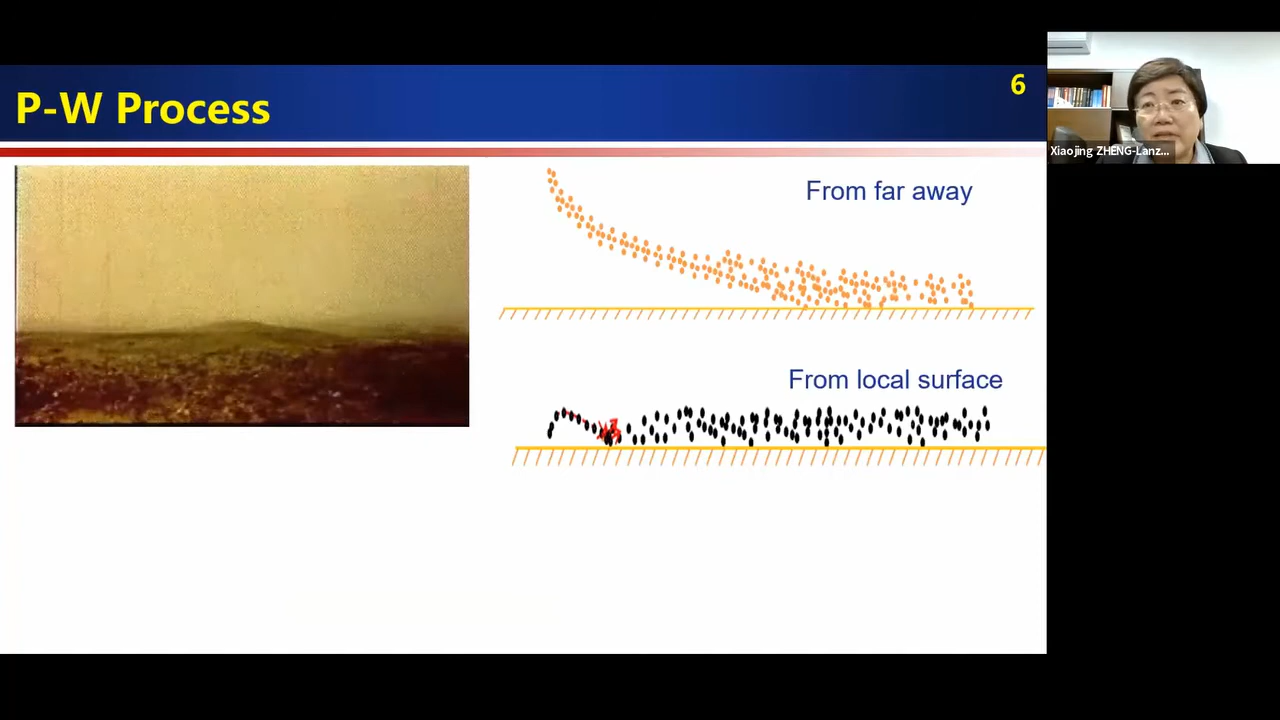 P-W Process
6
From far away
From local surface
Xiaojing ZHENG-Lanz...